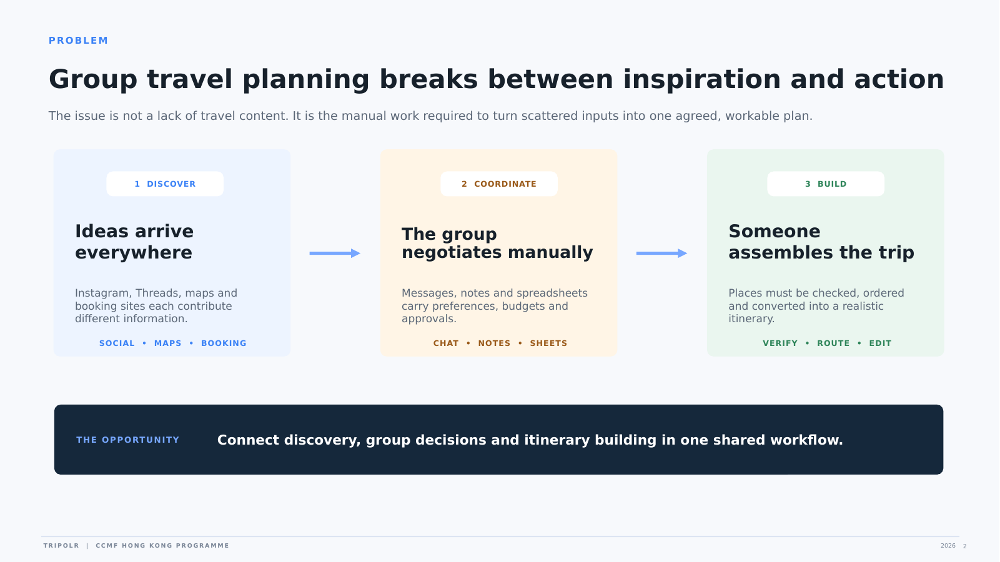 PROBLEM
Group travel planning breaks between inspiration and action
The issue is not a lack of travel content. It is the manual work required to turn scattered inputs into one agreed, workable plan.
1 DISCOVER
Ideas arrive
everywhere
Instagram, Threads, maps and
booking sites each contribute
different information.
SOCIAL • MAPS • BOOKING
2 COORDINATE
The group
negotiates manually
Messages, notes and spreadsheets
carry preferences, budgets and
approvals.
CHAT • NOTES • SHEETS
3 BUILD
Someone
assembles the trip
Places must be checked, ordered
and converted into a realistic
itinerary.
VERIFY • ROUTE • EDIT
THE OPPORTUNITY
Connect discovery, group decisions and itinerary building in one shared workflow.
TRIPOLR | CCMF HONG KONG PROGRAMME
2026 2